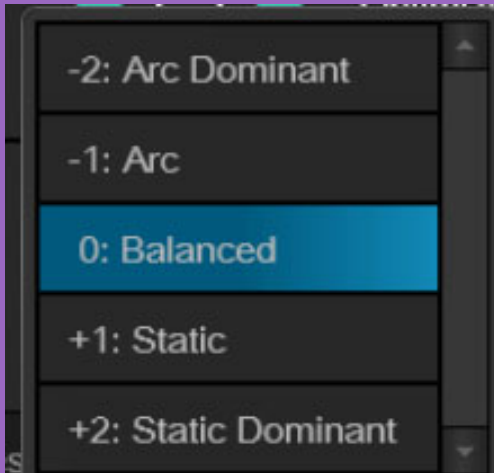 -2: Arc Dominant
-1: Arc
0: Balanced
+1: Static
+2: Static Dominant